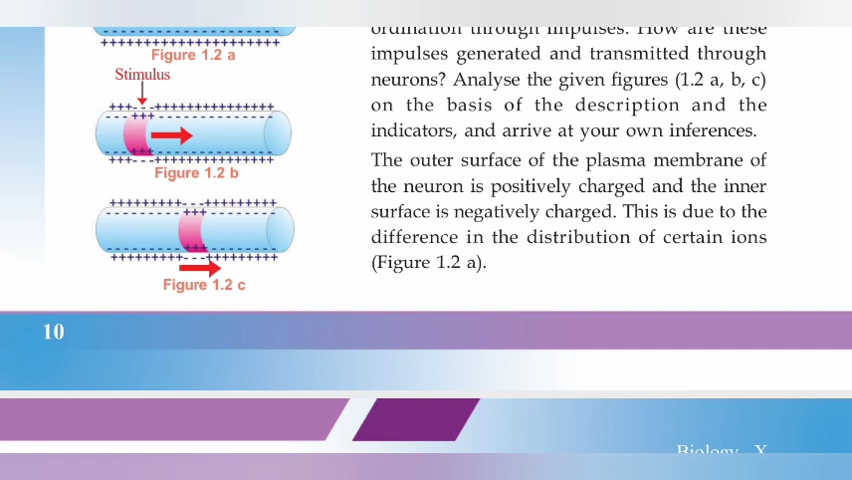 ordination through impulses. How are these
impulses generated and transmitted through
neurons? Analyse the given figures (1.2 a, b, c)
on the basis of the description and the
indicators, and arrive at your own inferences.
The outer surface of the plasma membrane of
the neuron is positively charged and the inner
surface is negatively charged. This is due to the
difference in the distribution of certain ions
(Figure 1.2 a).
Figure 1.2 a
Stimulus
Figure 1.2 b
Figure 1.2 c
10
Biology - X